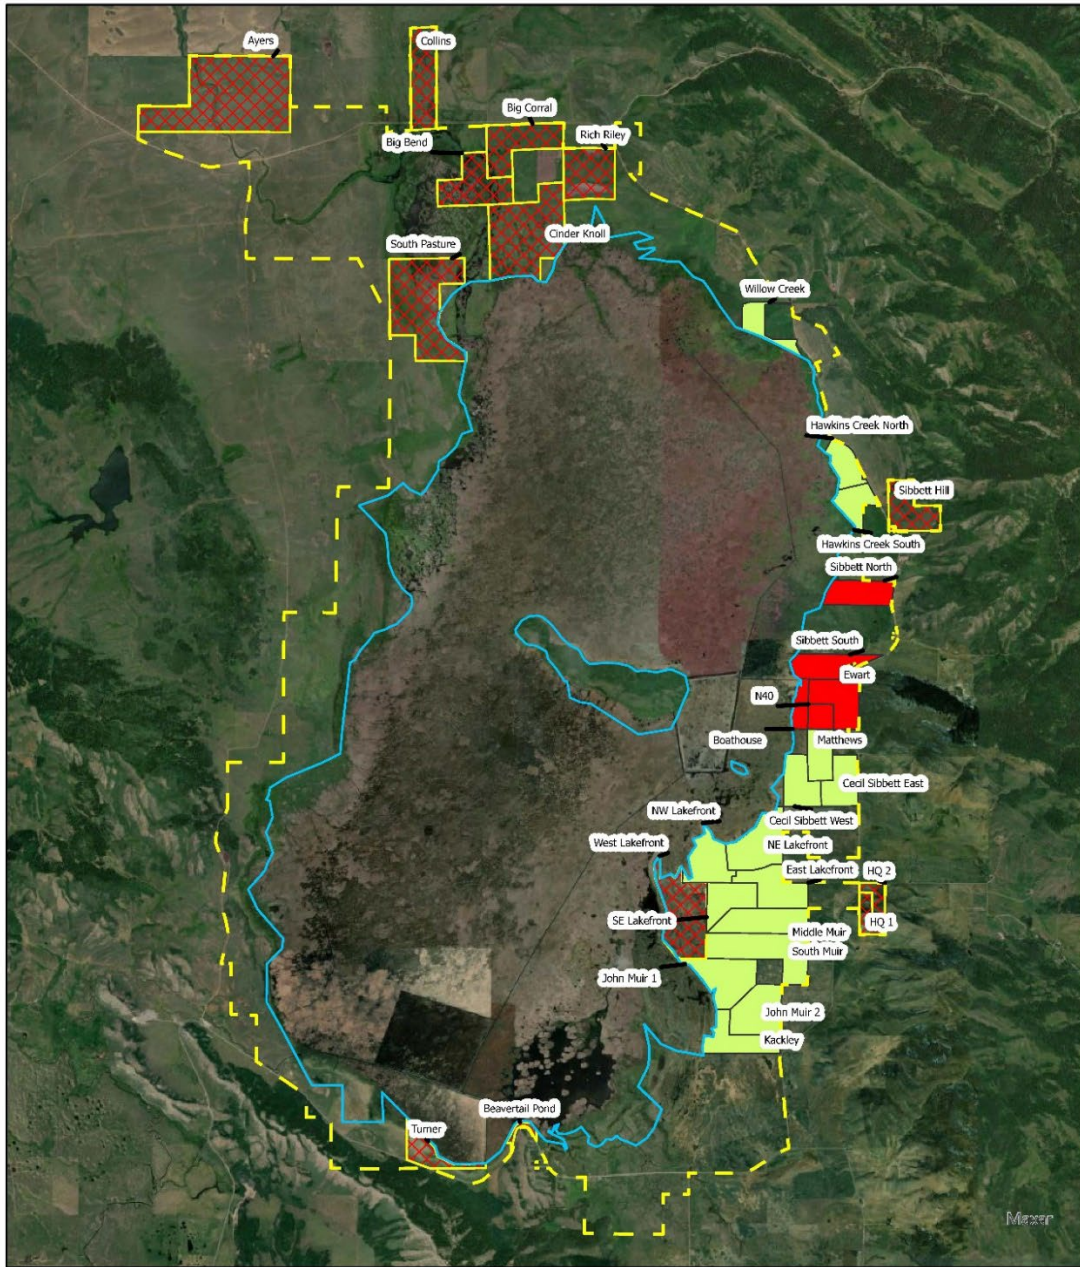 Ayers
Collins
Big Corral
Big Bend
Rich Riley
Cinder Knoll
South Pasture
Willow Creek
Hawkins Creek North
Sibbett Hill
Hawkins Creek South
Sibbett North
Sibbett South
Ewart
N40
Boathouse
Matthews
Cecil Sibbett East
NW Lakefront
Cecil Sibbett West
West Lakefront
NE Lakefront
East Lakefront
HQ 2
SE Lakefront
HQ 1
Middle Muir
South Muir
John Muir 1
John Muir 2
Kackley
Beavertail Pond
Turner
Maxar